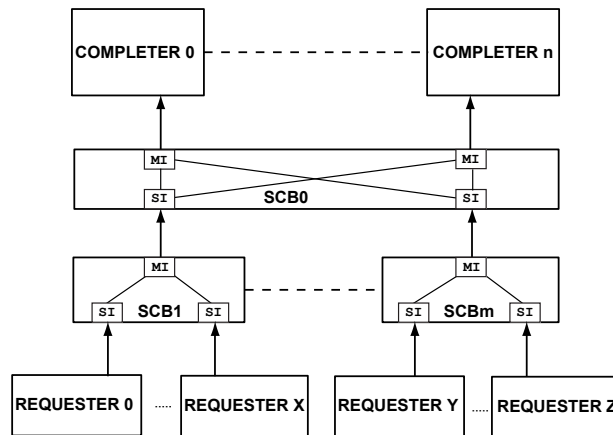 COMPLETER 0
COMPLETER n
MI
MI
SI
SCB0
SI
MI
MI
SI
SCB1
SI
SI
SCBm
SI
REQUESTER 0
.....
REQUESTER X
REQUESTER Y
.....
REQUESTER Z